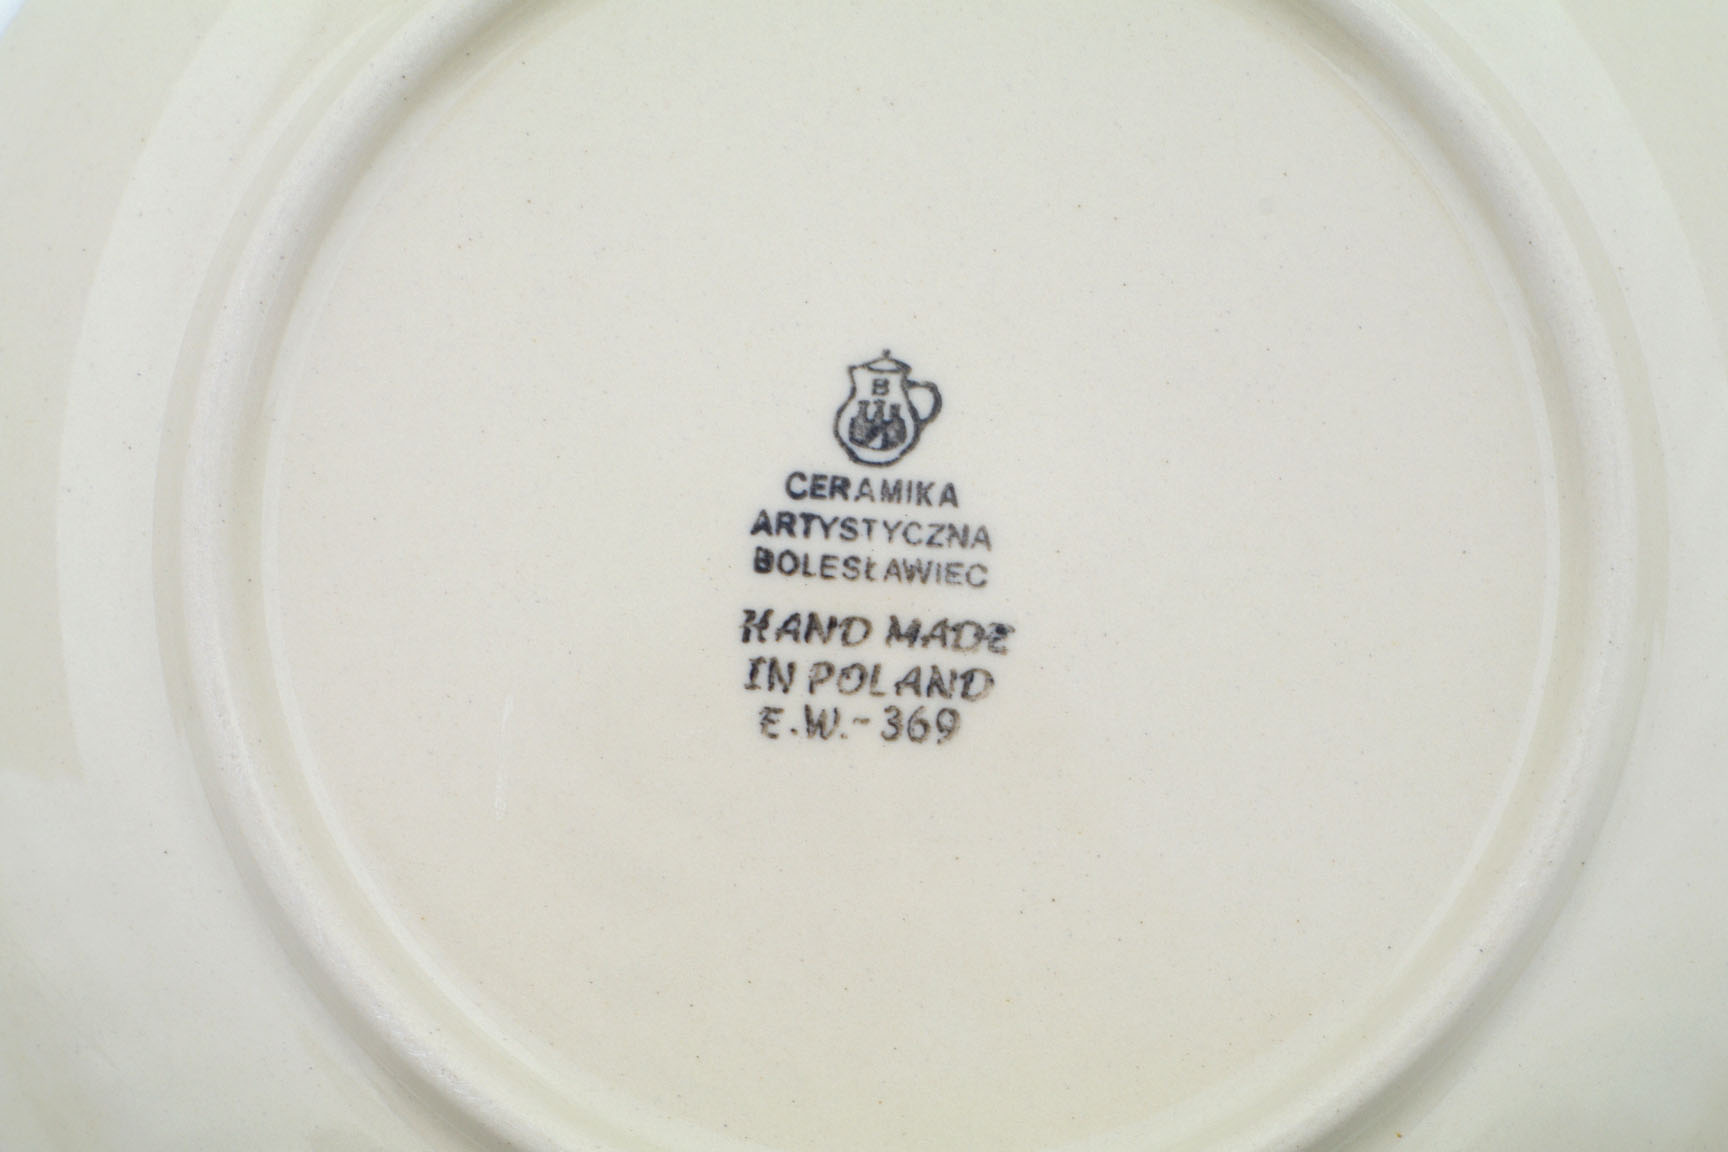 B
CERAMIKA
ARTYSTYCZNA
BOLESŁAWIEC
HAND MADE
IN POLAND
E.W.- 369